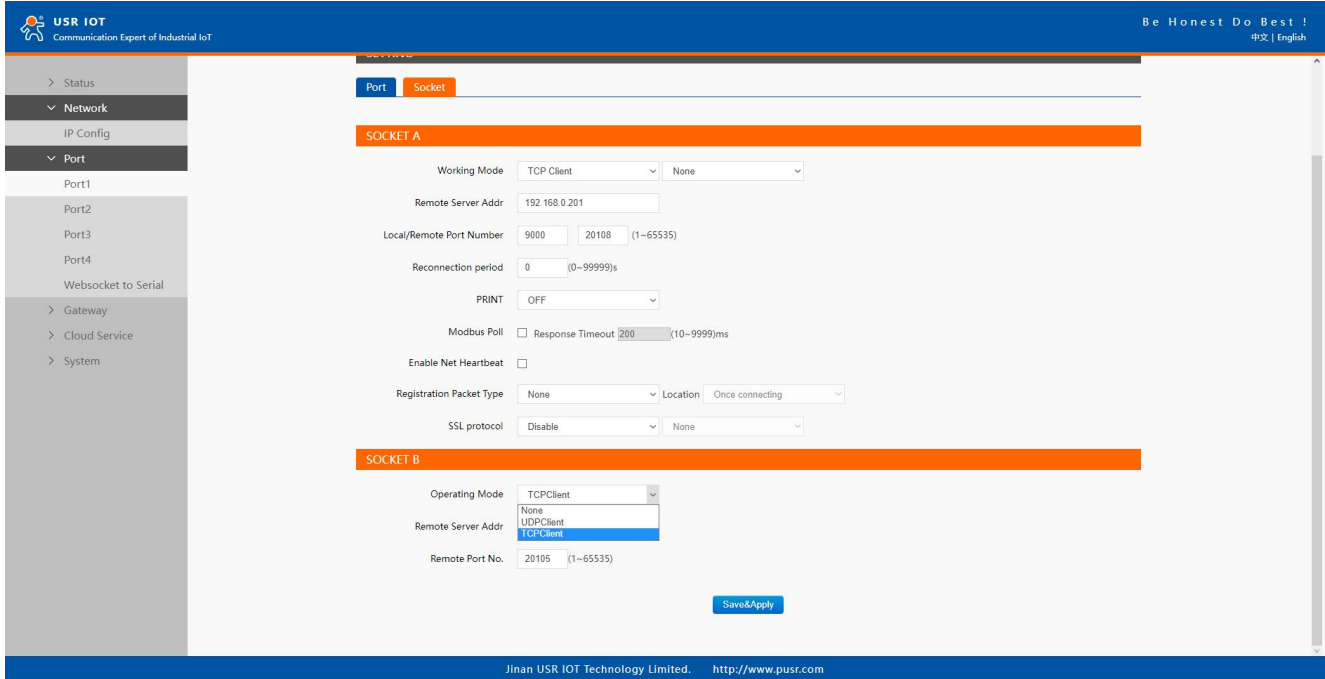 USR IOT
Communication Expert of Industrial IoT
Be Honest Do Best !
中文 | English
Status
Network
IP Config
Port
Port1
Port2
Port3
Port4
Websocket to Serial
Gateway
Cloud Service
System
Port Socket
SOCKET A
Working Mode TCP Client None
Remote Server Addr 192.168.0.201
Local/Remote Port Number 9000 20108 (1~65535)
Reconnection period 0 (0~99999)s
PRINT OFF
Modbus Poll Response Timeout 200 (10~9999)ms
Enable Net Heartbeat
Registration Packet Type None Location Once connecting
SSL protocol Disable None
SOCKET B
Operating Mode TCPClient
None
UDPClient
TCPClient
Remote Server Addr
Remote Port No. 20105 (1~65535)
Save&Apply
Jinan USR IOT Technology Limited. http://www.pusr.com